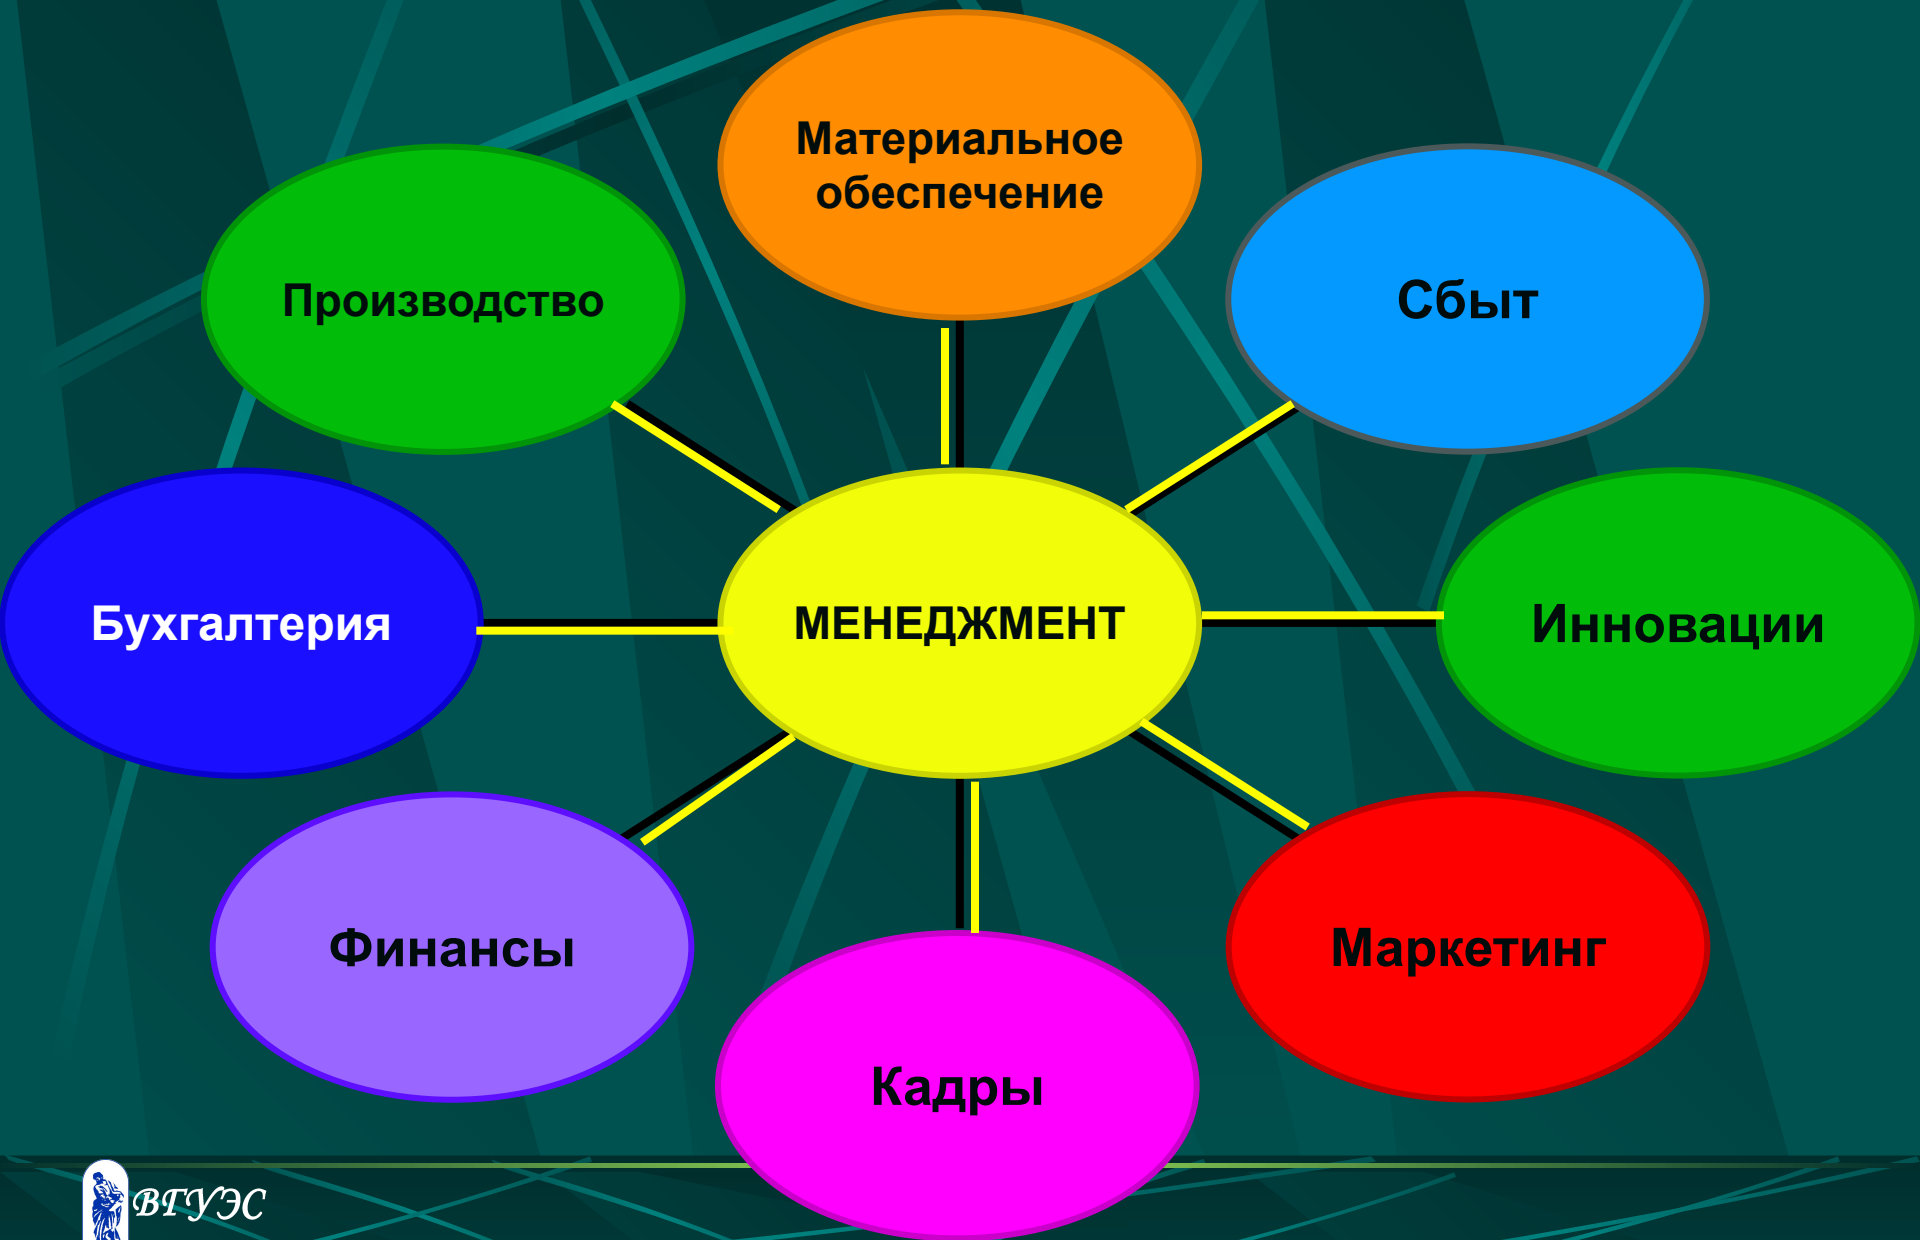 Материальное
обеспечение
Производство
Сбыт
Бухгалтерия
МЕНЕДЖМЕНТ
Инновации
Финансы
Маркетинг
Кадры
ВГУЭС